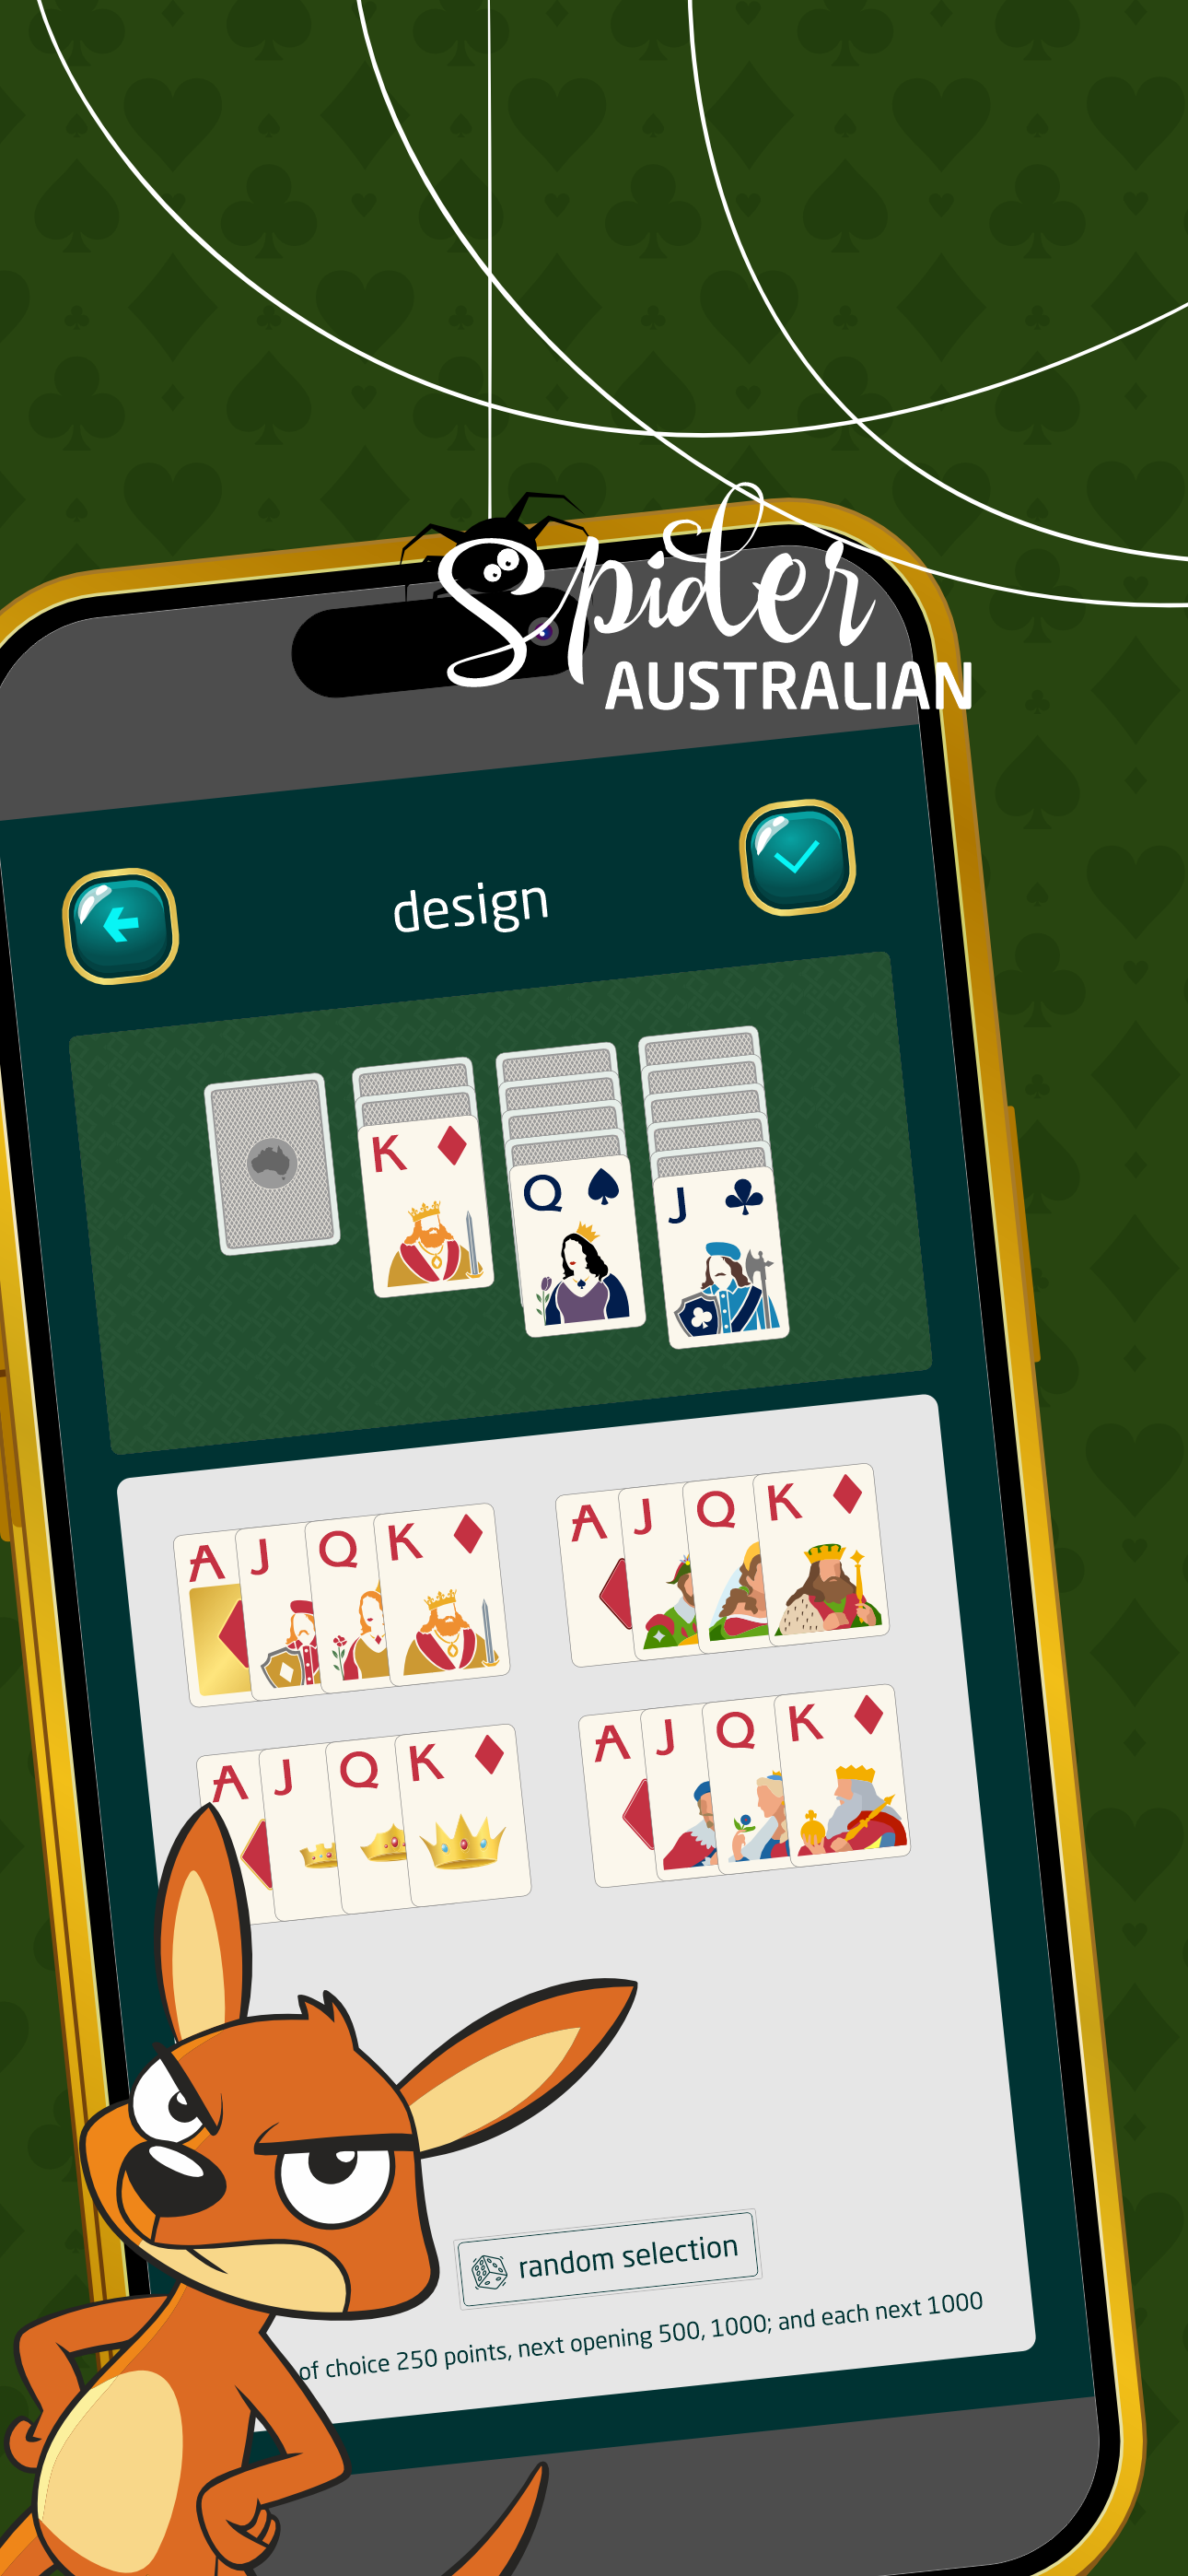 Spider
AUSTRALIAN
design
K
Q
J
A J Q K
A J Q K
A J Q K
A J Q K
random selection
of choice 250 points, next opening 500, 1000; and each next 1000